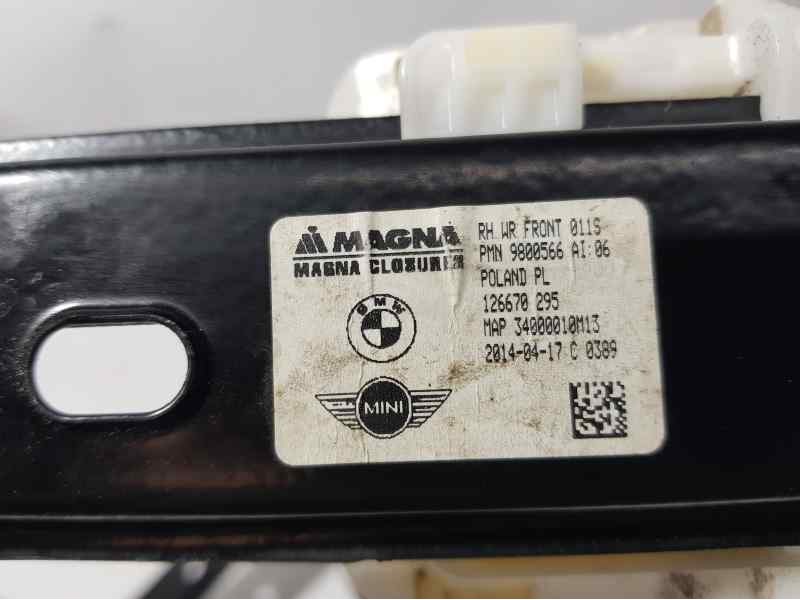 MAGNA
MAGNA CLOSURES
BMW
MINI
RH WR FRONT 011S
PMN 9800566 AI:06
POLAND PL
126670 295
MAP 34000010M13
2014-04-17 C 0389